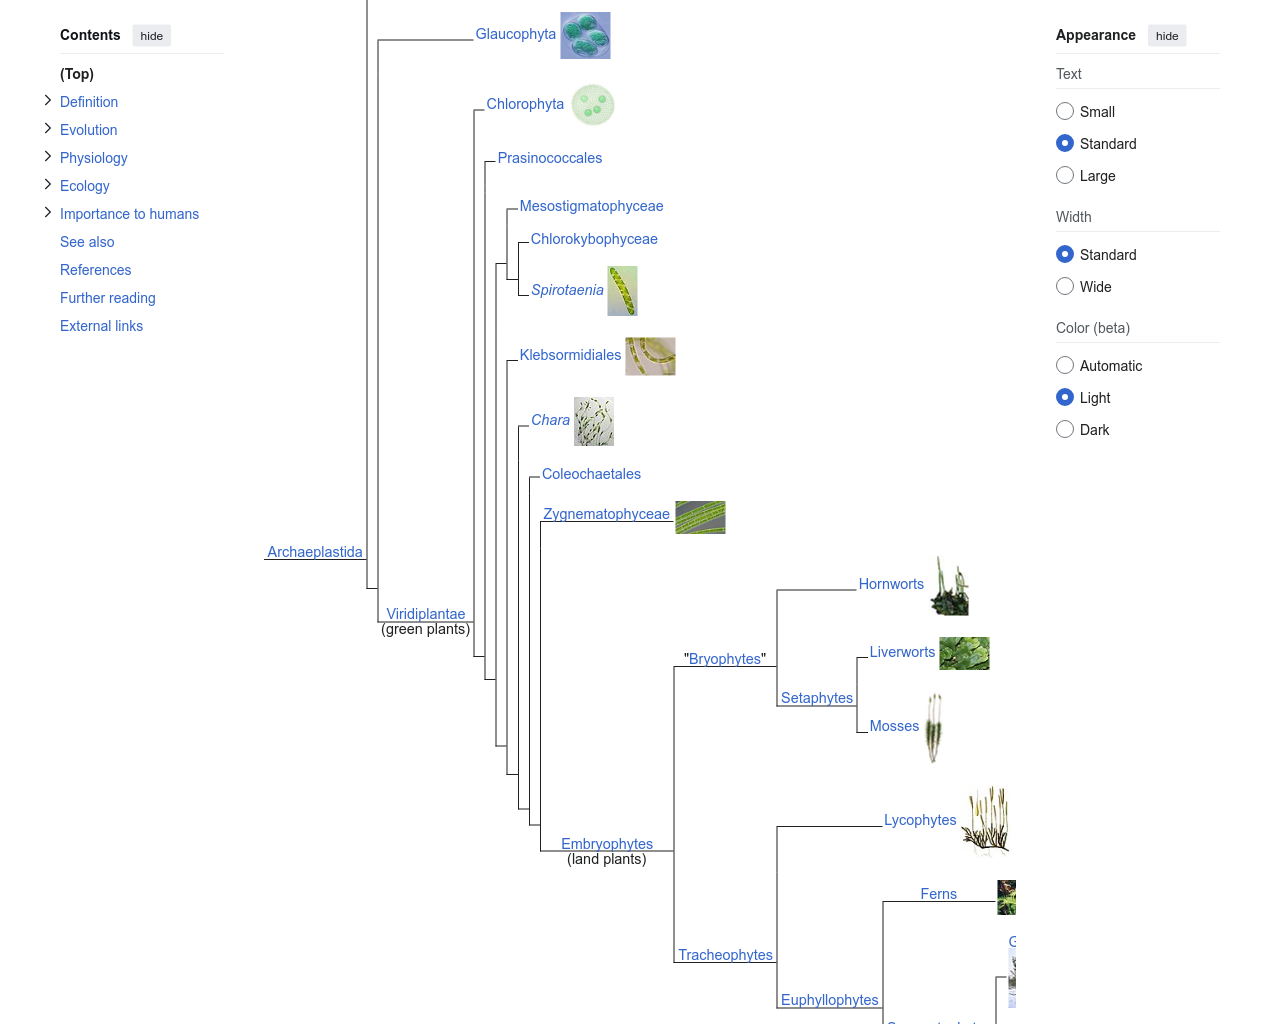 Contents
hide
(Top)
Definition
Evolution
Physiology
Ecology
Importance to humans
See also
References
Further reading
External links
Glaucophyta
Chlorophyta
Prasinococcales
Mesostigmatophyceae
Chlorokybophyceae
Spirotaenia
Klebsormidiales
Chara
Coleochaetales
Zygnematophyceae
Archaeplastida
Hornworts
Viridiplantae
(green plants)
Liverworts
"Bryophytes"
Setaphytes
Mosses
Lycophytes
Embryophytes
(land plants)
Ferns
G
Tracheophytes
Euphyllophytes
Appearance
hide
Text
Small
Standard
Large
Width
Standard
Wide
Color (beta)
Automatic
Light
Dark